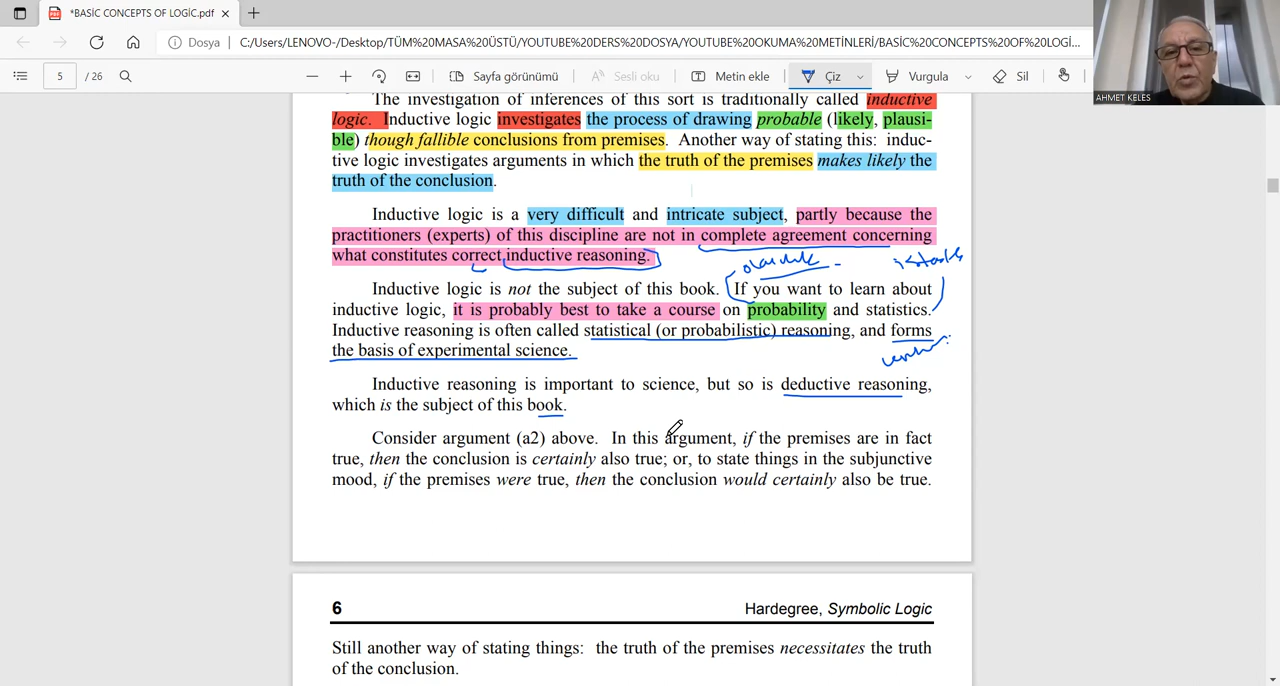 *BASİC CONCEPTS OF LOGİC.pdf
Dosya C:/Users/LENOVO-/Desktop/TÜM%20MASA%20ÜSTÜ/YOUTUBE%20DERS%20DOSYA/YOUTUBE%20OKUMA%20METİNLERİ/BASİC%20CONCEPTS%20OF%20LOGİ...
5 / 26 Sayfa görünümü Sesli oku Metin ekle Çiz Vurgula Sil
AHMET KELES
The investigation of inferences of this sort is traditionally called inductive
logic. Inductive logic investigates the process of drawing probable (likely, plausi-
ble) though fallible conclusions from premises. Another way of stating this: induc-
tive logic investigates arguments in which the truth of the premises makes likely the
truth of the conclusion.
Inductive logic is a very difficult and intricate subject, partly because the
practitioners (experts) of this discipline are not in complete agreement concerning
what constitutes correct inductive reasoning.
Inductive logic is not the subject of this book. If you want to learn about
inductive logic, it is probably best to take a course on probability and statistics.
Inductive reasoning is often called statistical (or probabilistic) reasoning, and forms
the basis of experimental science.
Inductive reasoning is important to science, but so is deductive reasoning,
which is the subject of this book.
Consider argument (a2) above. In this argument, if the premises are in fact
true, then the conclusion is certainly also true; or, to state things in the subjunctive
mood, if the premises were true, then the conclusion would certainly also be true.
6 Hardegree, Symbolic Logic
Still another way of stating things: the truth of the premises necessitates the truth
of the conclusion.